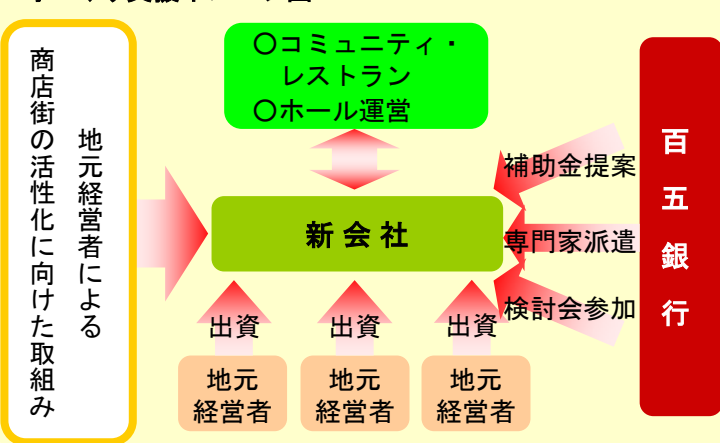 地元経営者による
商店街の活性化に向けた取組み
〇コミュニティ・
レストラン
〇ホール運営
新会社
補助金提案
専門家派遣
検討会参加
百五銀行
出資
出資
出資
地元
経営者
地元
経営者
地元
経営者